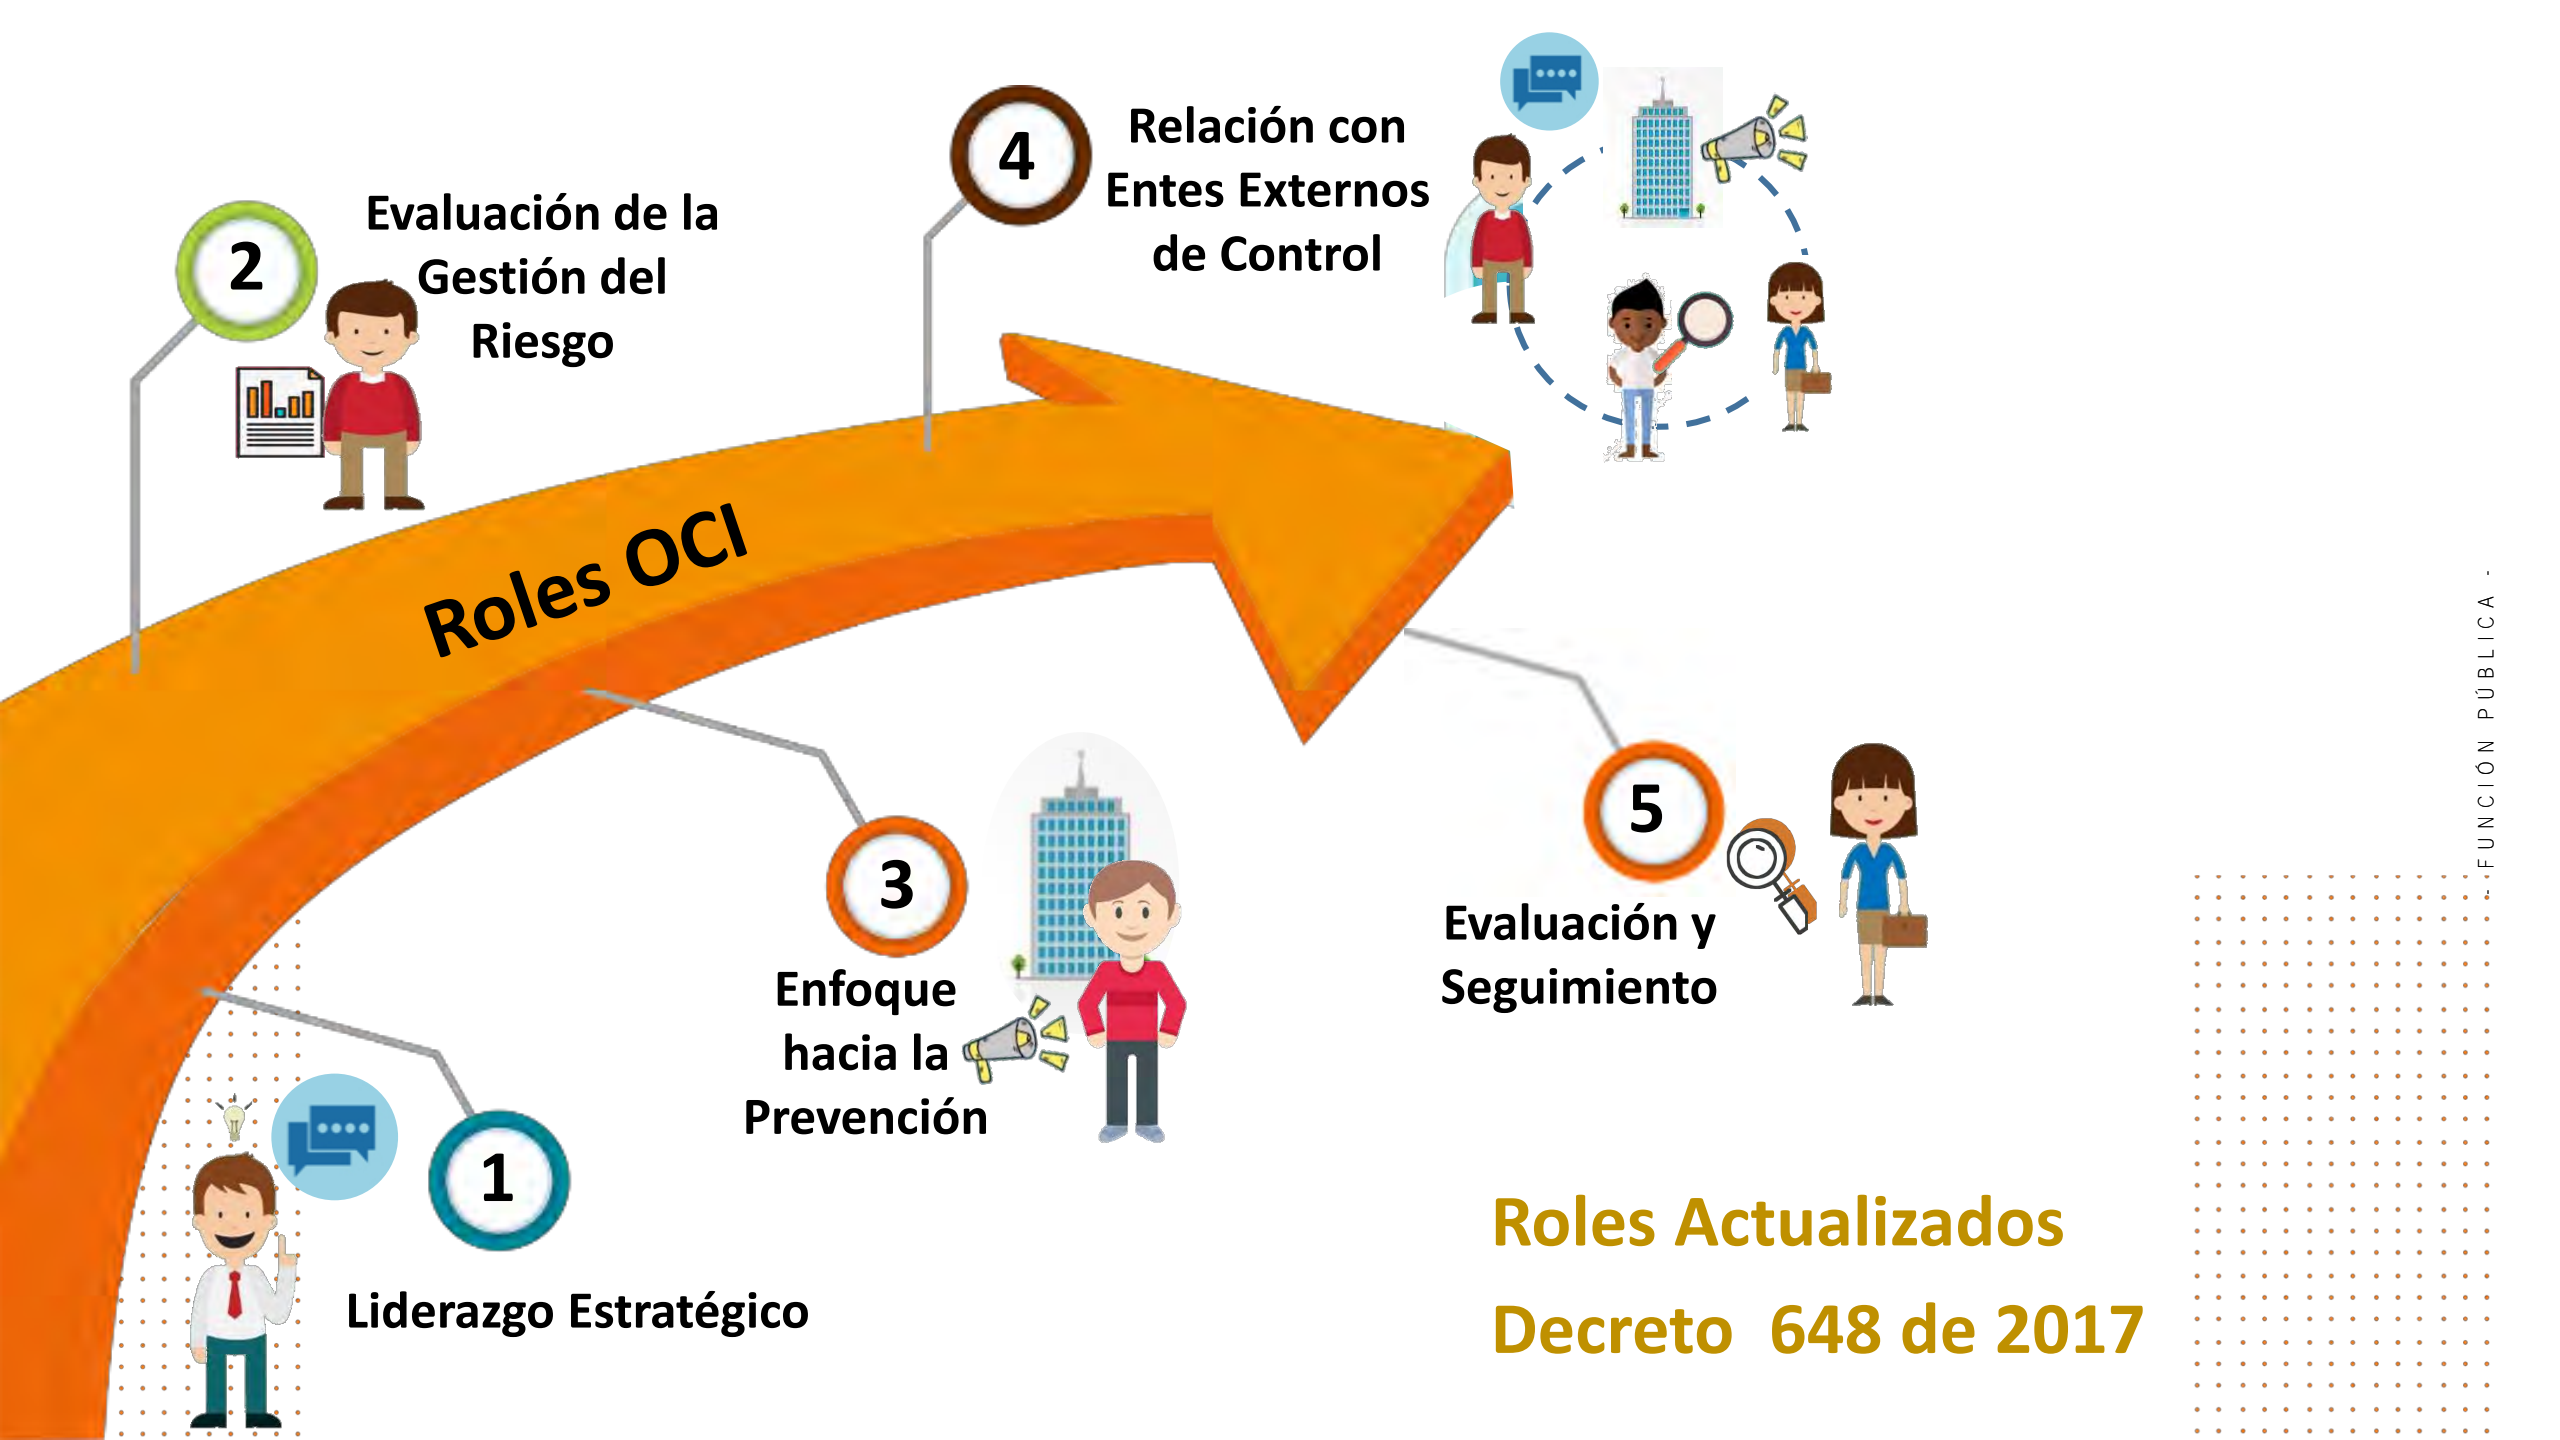 4
Relación con
Entes Externos
de Control
2
Evaluación de la
Gestión del
Riesgo
Roles OCI
3
Enfoque
hacia la
Prevención
5
Evaluación y
Seguimiento
1
Liderazgo Estratégico
Roles Actualizados
Decreto  648 de 2017
- FUNCIÓN PÚBLICA -